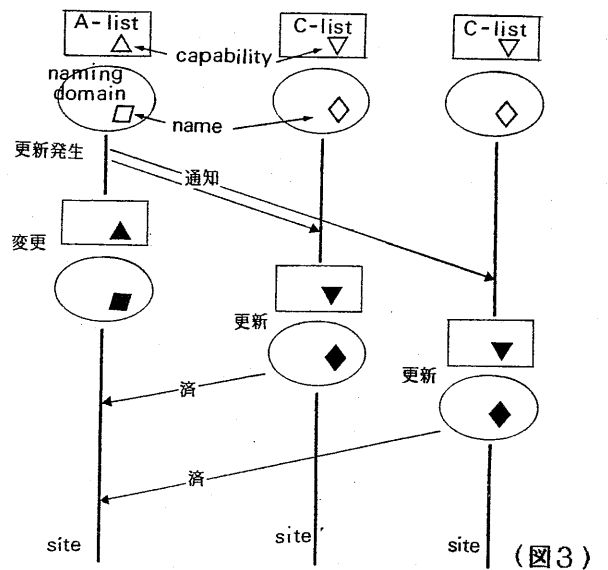 A-list
C-list
C-list
capability
naming
domain
name
更新発生
通知
変更
更新
更新
済
済
site
site
site
(図3)